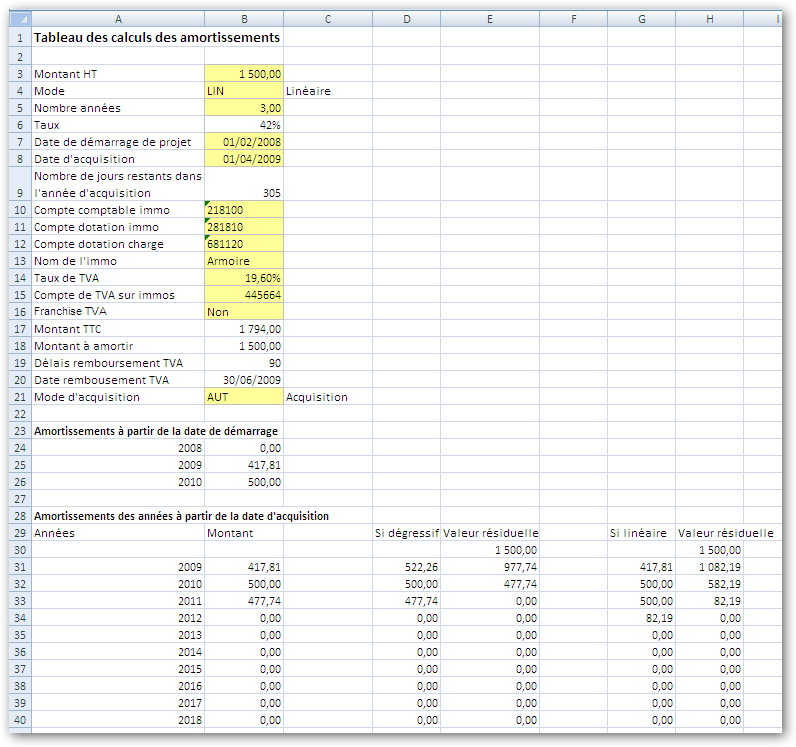 A B C D E F G H I
1 Tableau des calculs des amortissements
2
3 Montant HT 1 500,00
4 Mode LIN Linéaire
5 Nombre années 3,00
6 Taux 42%
7 Date de démarrage de projet 01/02/2008
8 Date d'acquisition 01/04/2009
Nombre de jours restants dans
9 l'année d'acquisition 305
10 Compte comptable immo 218100
11 Compte dotation immo 281810
12 Compte dotation charge 681120
13 Nom de l'immo Armoire
14 Taux de TVA 19,60%
15 Compte de TVA sur immos 445664
16 Franchise TVA Non
17 Montant TTC 1 794,00
18 Montant à amortir 1 500,00
19 Délais remboursement TVA 90
20 Date rembousement TVA 30/06/2009
21 Mode d'acquisition AUT Acquisition
22
23 Amortissements à partir de la date de démarrage
24 2008 0,00
25 2009 417,81
26 2010 500,00
27
28 Amortissements des années à partir de la date d'acquisition
29 Années Montant Si dégressif Valeur résiduelle Si linéaire Valeur résiduelle
30 1 500,00 1 500,00
31 2009 417,81 522,26 977,74 417,81 1 082,19
32 2010 500,00 500,00 477,74 500,00 582,19
33 2011 477,74 477,74 0,00 500,00 82,19
34 2012 0,00 0,00 0,00 82,19 0,00
35 2013 0,00 0,00 0,00 0,00 0,00
36 2014 0,00 0,00 0,00 0,00 0,00
37 2015 0,00 0,00 0,00 0,00 0,00
38 2016 0,00 0,00 0,00 0,00 0,00
39 2017 0,00 0,00 0,00 0,00 0,00
40 2018 0,00 0,00 0,00 0,00 0,00